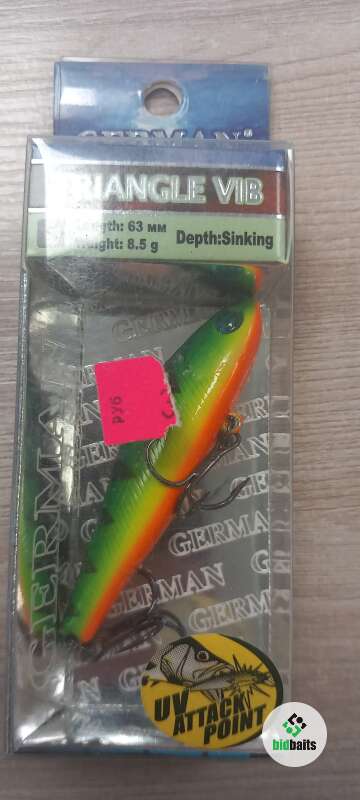 GERMAN®
TRIANGLE VIB
Length: 63 мм
Weight: 8.5 g
Depth:Sinking
GERMAN
руб
GERMAN
GERMAN
GERMAN
GERMAN
UV
ATTACK
POINT
bidbaits